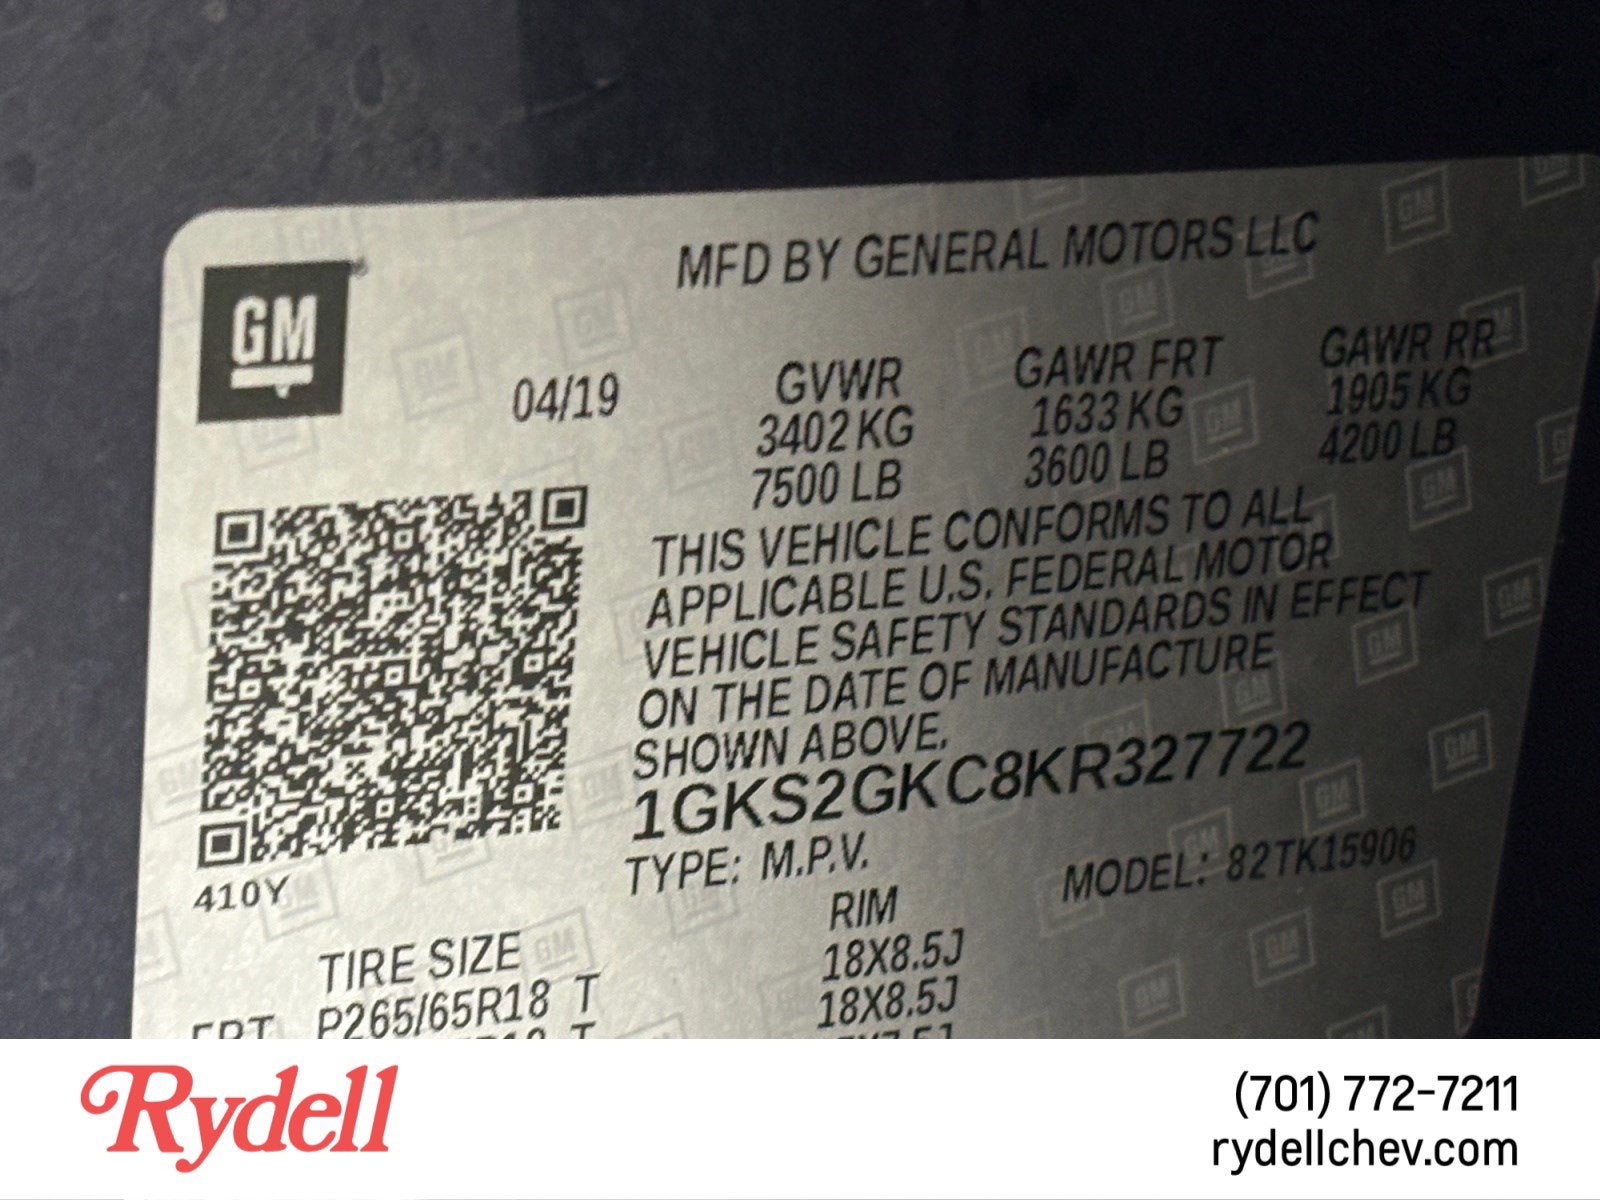 MFD BY GENERAL MOTORS LLC
GM
04/19
GVWR GAWR FRT GAWR RR
3402 KG 1633 KG 1905 KG
7500 LB 3600 LB 4200 LB
THIS VEHICLE CONFORMS TO ALL
APPLICABLE U.S. FEDERAL MOTOR
VEHICLE SAFETY STANDARDS IN EFFECT
ON THE DATE OF MANUFACTURE
SHOWN ABOVE.
1GKS2GKC8KR327722
TYPE: M.P.V. MODEL: 82TK15906
410Y
TIRE SIZE RIM
FRT P265/65R18 T 18X8.5J
18X8.5J
Rydell
(701) 772-7211
rydellchev.com